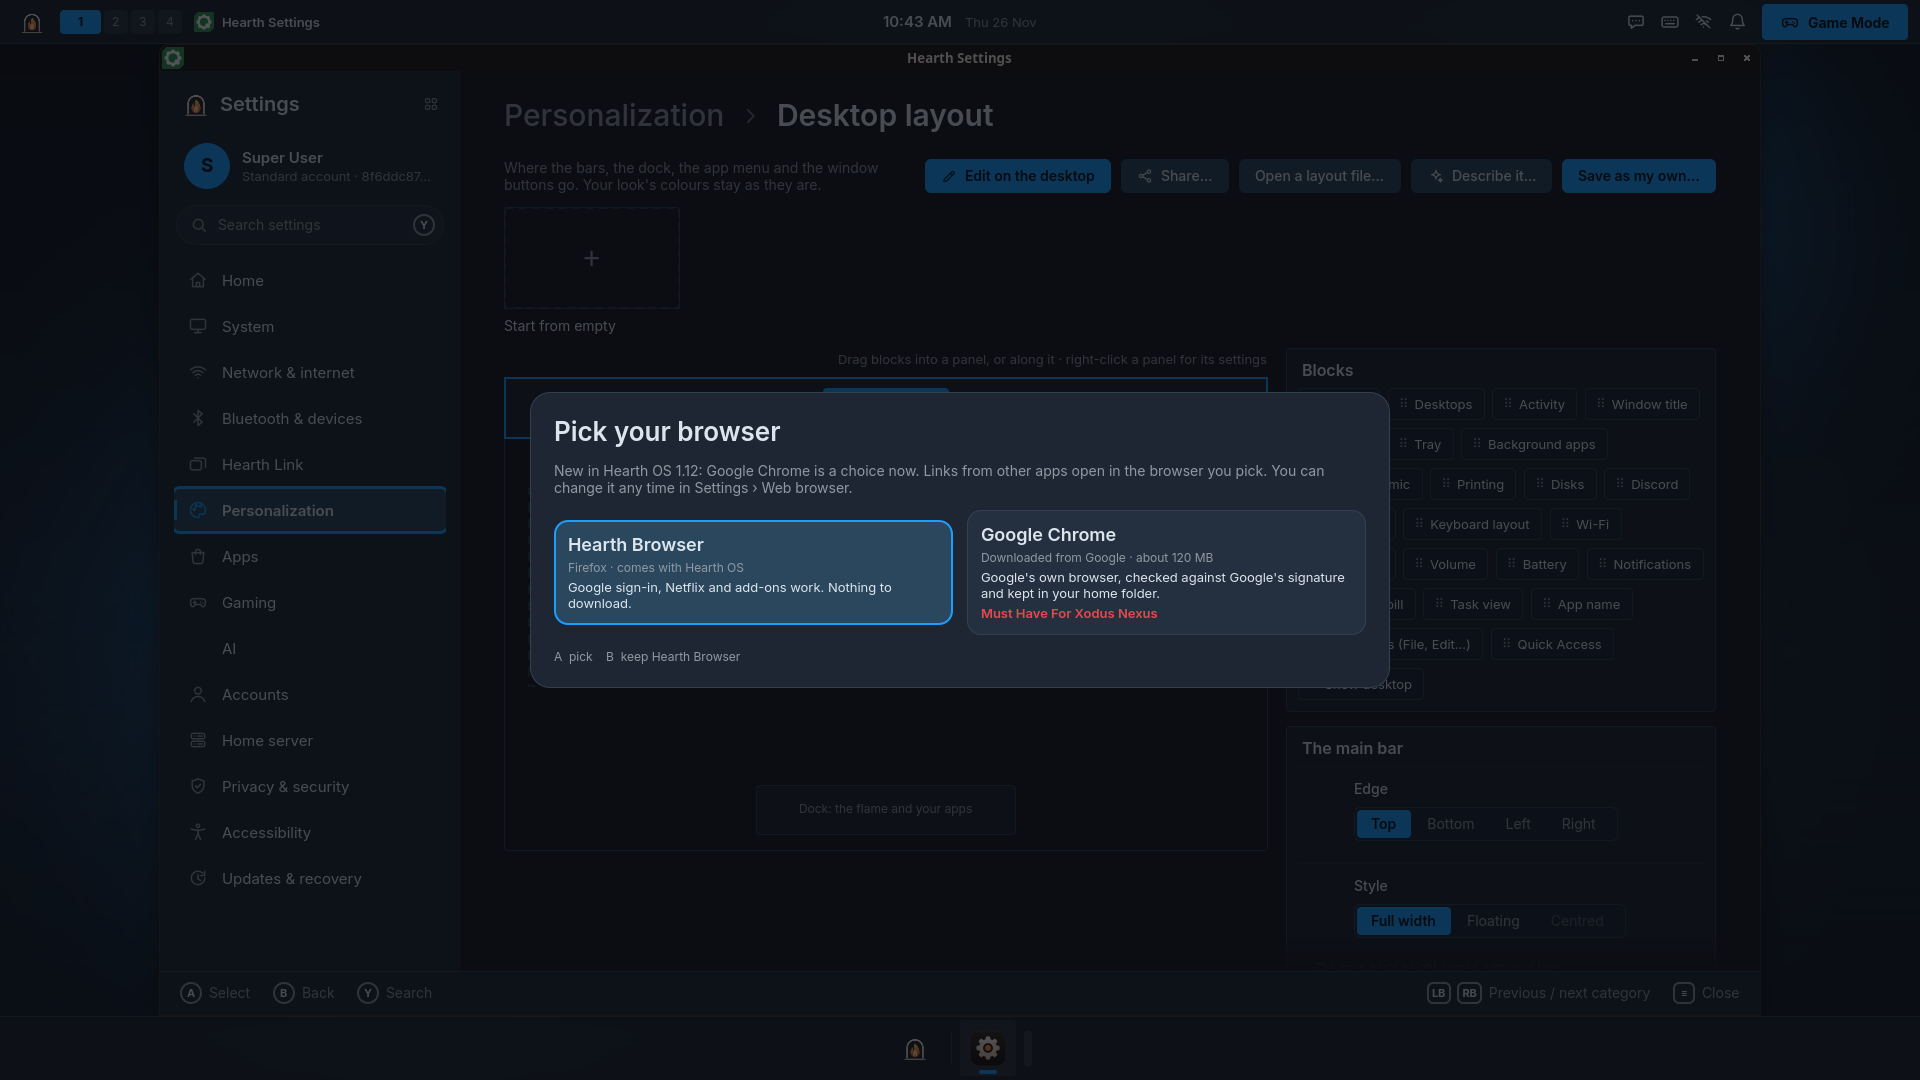 1 2 3 4 Hearth Settings
10:43 AM Thu 26 Nov
Game Mode
Hearth Settings
Settings
S
Super User
Standard account · 8f6ddc87...
Search settings Y
Home
System
Network & internet
Bluetooth & devices
Hearth Link
Personalization
Apps
Gaming
AI
Accounts
Home server
Privacy & security
Accessibility
Updates & recovery
Personalization > Desktop layout
Where the bars, the dock, the app menu and the window
buttons go. Your look's colours stay as they are.
Edit on the desktop Share... Open a layout file... Describe it... Save as my own...
+
Start from empty
Drag blocks into a panel, or along it · right-click a panel for its settings
Pick your browser
New in Hearth OS 1.12: Google Chrome is a choice now. Links from other apps open in the browser you pick. You can
change it any time in Settings › Web browser.
Hearth Browser
Firefox · comes with Hearth OS
Google sign-in, Netflix and add-ons work. Nothing to
download.
Google Chrome
Downloaded from Google · about 120 MB
Google's own browser, checked against Google's signature
and kept in your home folder.
Must Have For Xodus Nexus
A pick B keep Hearth Browser
Dock: the flame and your apps
Blocks
Desktops Activity Window title
Tray Background apps
Printing Disks Discord
Keyboard layout Wi-Fi
Volume Battery Notifications
Task view App name
(File, Edit...) Quick Access
desktop
The main bar
Edge
Top Bottom Left Right
Style
Full width Floating Centred
A Select B Back Y Search
LB RB Previous / next category ≡ Close